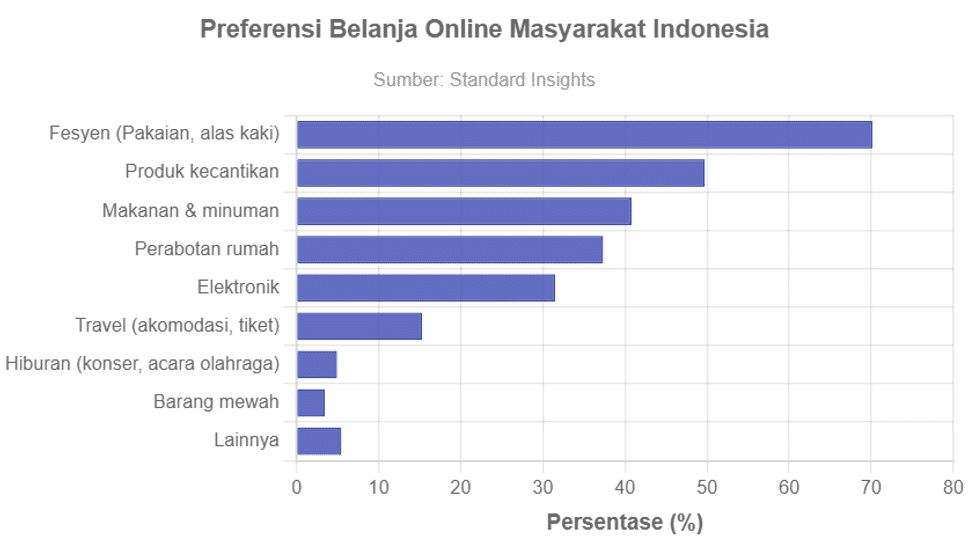 Preferensi Belanja Online Masyarakat Indonesia
Sumber: Standard Insights
Fesyen (Pakaian, alas kaki)
Produk kecantikan
Makanan & minuman
Perabotan rumah
Elektronik
Travel (akomodasi, tiket)
Hiburan (konser, acara olahraga)
Barang mewah
Lainnya
0 10 20 30 40 50 60 70 80
Persentase (%)